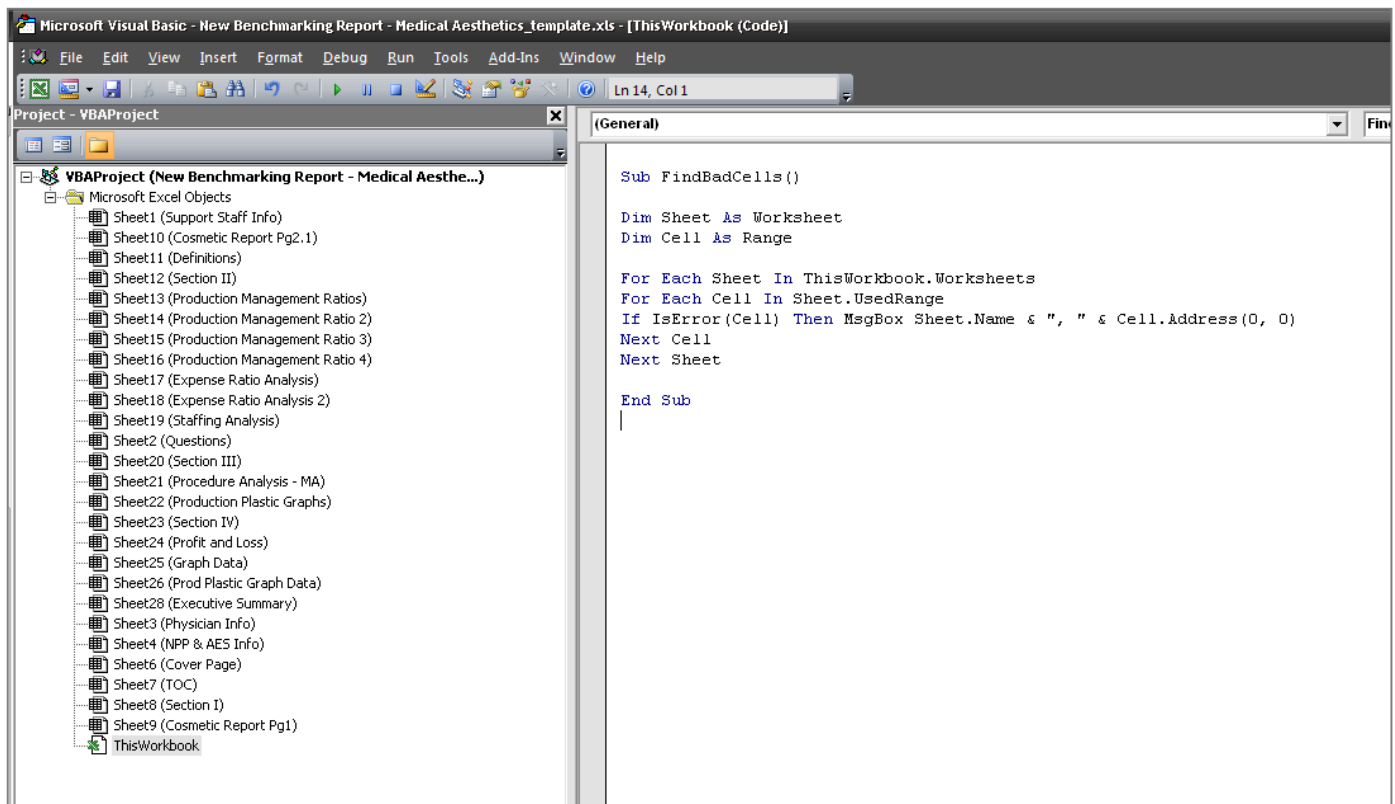 Microsoft Visual Basic - New Benchmarking Report - Medical Aesthetics_template.xls - [ThisWorkbook (Code)]
File Edit View Insert Format Debug Run Tools Add-Ins Window Help
Ln 14, Col 1
Project - VBAProject
(General)
Fin
VBAProject (New Benchmarking Report - Medical Aesthe...)
Microsoft Excel Objects
Sheet1 (Support Staff Info)
Sheet10 (Cosmetic Report Pg2.1)
Sheet11 (Definitions)
Sheet12 (Section II)
Sheet13 (Production Management Ratios)
Sheet14 (Production Management Ratio 2)
Sheet15 (Production Management Ratio 3)
Sheet16 (Production Management Ratio 4)
Sheet17 (Expense Ratio Analysis)
Sheet18 (Expense Ratio Analysis 2)
Sheet19 (Staffing Analysis)
Sheet2 (Questions)
Sheet20 (Section III)
Sheet21 (Procedure Analysis - MA)
Sheet22 (Production Plastic Graphs)
Sheet23 (Section IV)
Sheet24 (Profit and Loss)
Sheet25 (Graph Data)
Sheet26 (Prod Plastic Graph Data)
Sheet28 (Executive Summary)
Sheet3 (Physician Info)
Sheet4 (NPP & AES Info)
Sheet6 (Cover Page)
Sheet7 (TOC)
Sheet8 (Section I)
Sheet9 (Cosmetic Report Pg1)
ThisWorkbook
Sub FindBadCells()
Dim Sheet As Worksheet
Dim Cell As Range
For Each Sheet In ThisWorkbook.Worksheets
For Each Cell In Sheet.UsedRange
If IsError(Cell) Then MsgBox Sheet.Name & ", " & Cell.Address(0, 0)
Next Cell
Next Sheet
End Sub